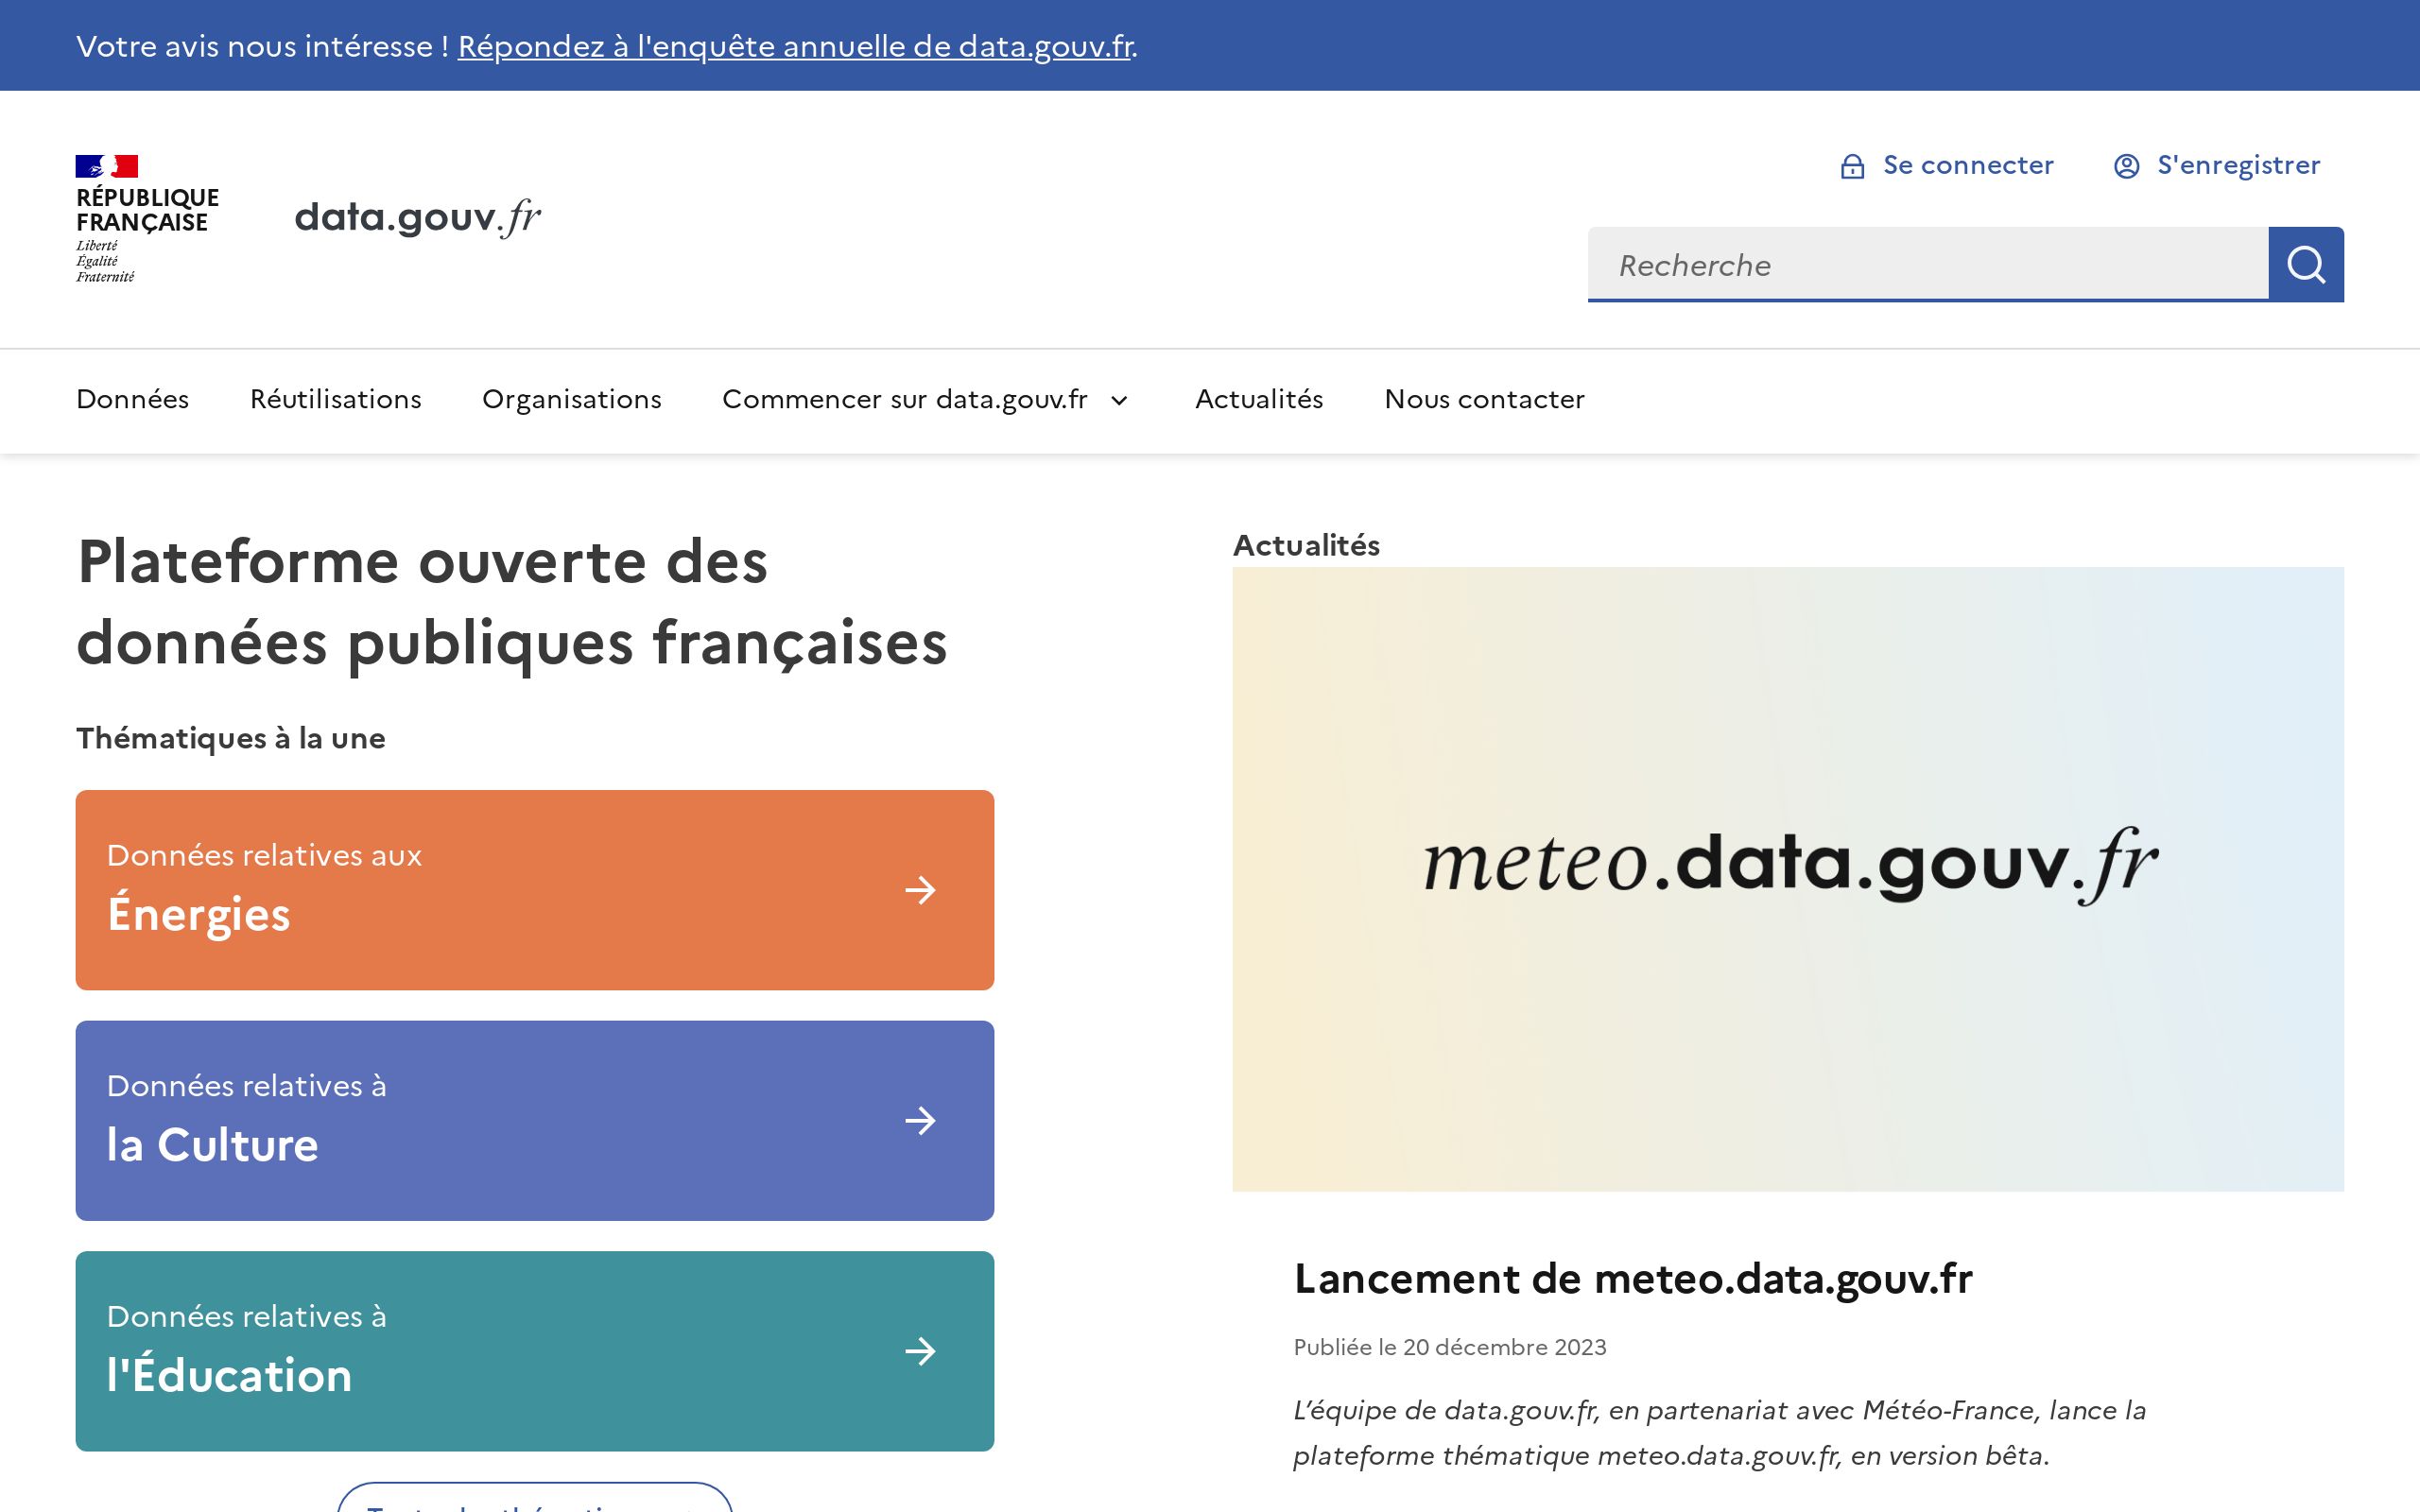 Votre avis nous intéresse ! Répondez à l'enquête annuelle de data.gouv.fr.
RÉPUBLIQUE
FRANÇAISE
Liberté
Égalité
Fraternité
data.gouv.fr
Se connecter
S'enregistrer
Recherche
Données
Réutilisations
Organisations
Commencer sur data.gouv.fr
Actualités
Nous contacter
Plateforme ouverte des
données publiques françaises
Thématiques à la une
Données relatives aux
Énergies
Données relatives à
la Culture
Données relatives à
l'Éducation
Actualités
meteo.data.gouv.fr
Lancement de meteo.data.gouv.fr
Publiée le 20 décembre 2023
L’équipe de data.gouv.fr, en partenariat avec Météo-France, lance la
plateforme thématique meteo.data.gouv.fr, en version bêta.